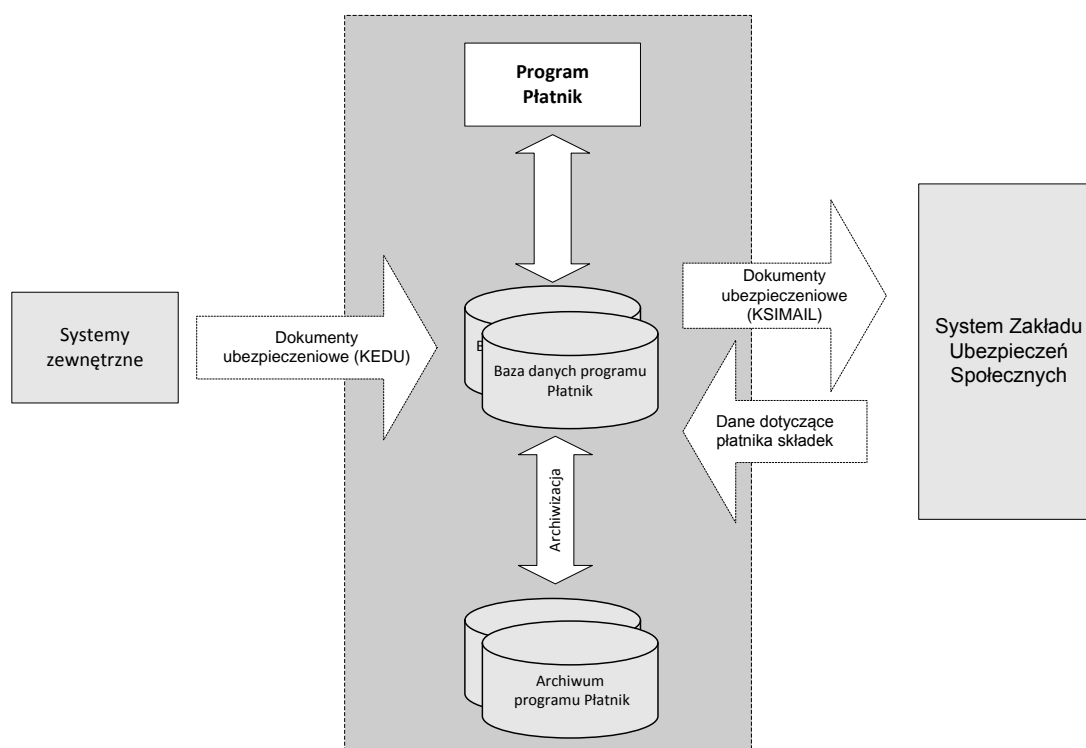 Program
Płatnik
Systemy
zewnętrzne
Dokumenty
ubezpieczeniowe (KEDU)
Baza danych programu
Płatnik
Dokumenty
ubezpieczeniowe
(KSIMAIL)
Dane dotyczące
płatnika składek
System Zakładu
Ubezpieczeń
Społecznych
Archiwizacja
Archiwum
programu Płatnik